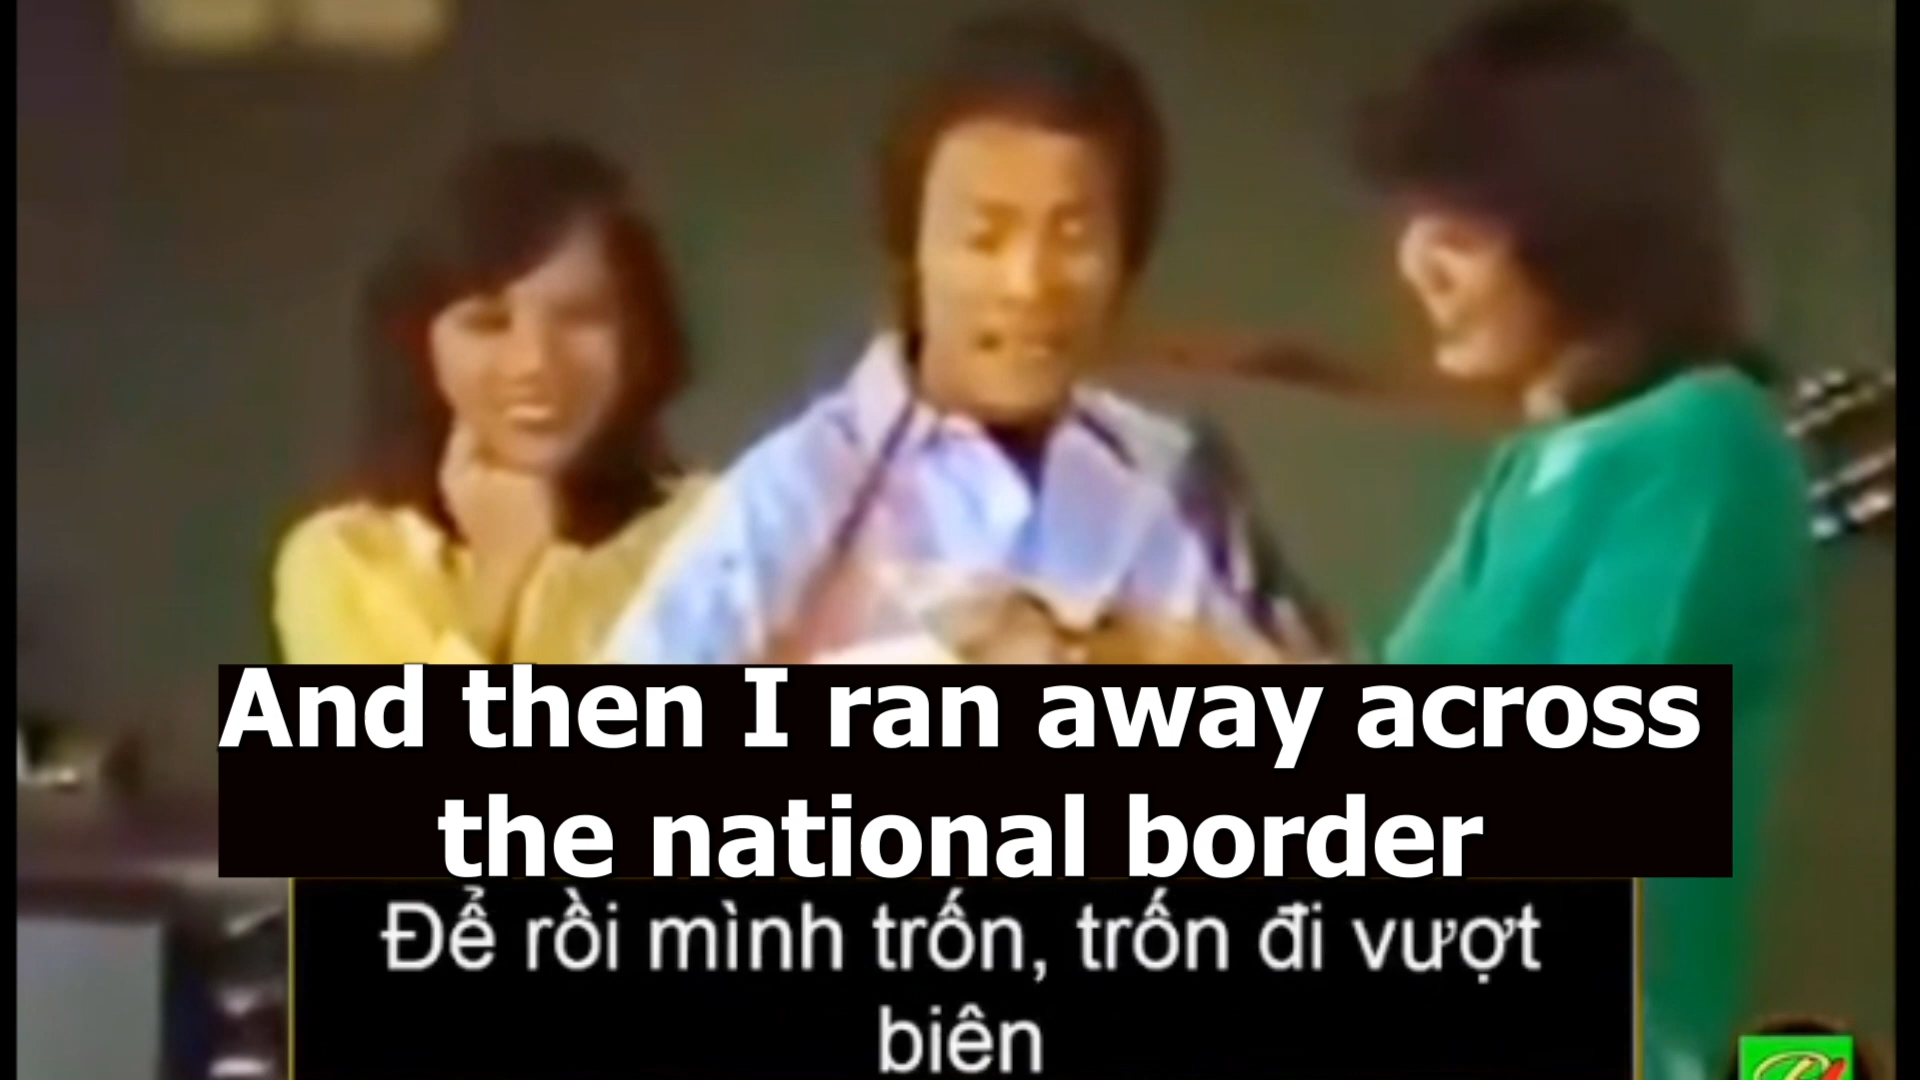 And then I ran away across
the national border
Để rồi mình trốn, trốn đi vượt
biên